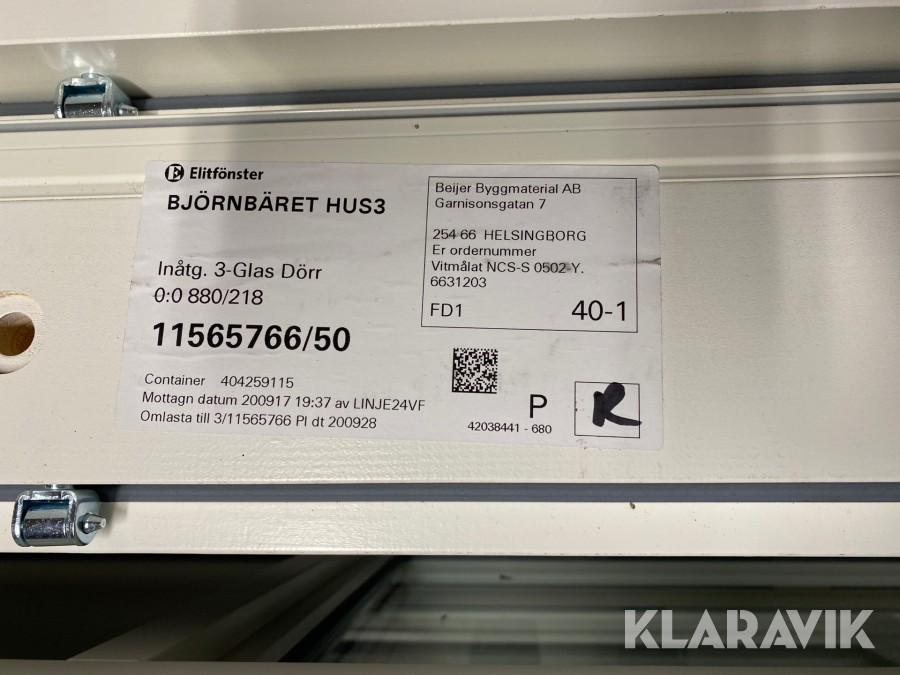 Elitfönster
BJÖRNBÄRET HUS3
Inåtg. 3-Glas Dörr
0:0 880/218
11565766/50
Container 404259115
Mottagn datum 200917 19:37 av LINJE24VF
Omlasta till 3/11565766 Pl dt 200928
Beijer Byggmaterial AB
Garnisonsgatan 7
254 66 HELSINGBORG
Er ordernummer
Vitmålat NCS-S 0502-Y.
6631203
FD1 40-1
P
42038441 - 680
R
KLARAVIK